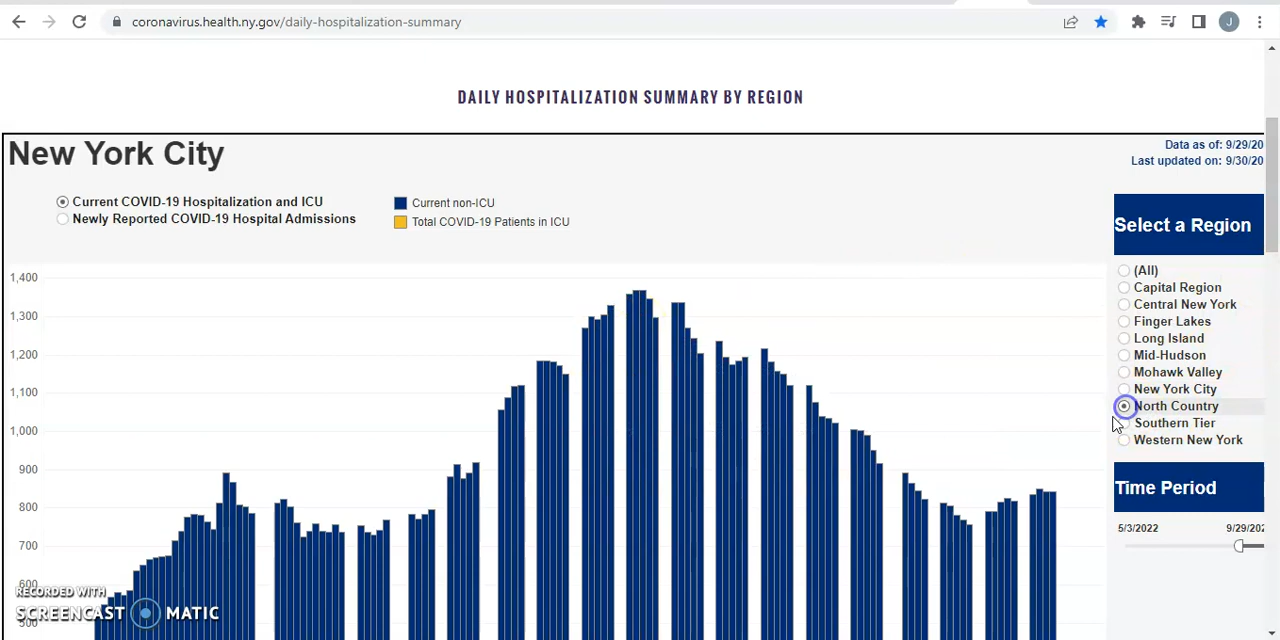 coronavirus.health.ny.gov/daily-hospitalization-summary
J
DAILY HOSPITALIZATION SUMMARY BY REGION
New York City
Data as of: 9/29/20
Last updated on: 9/30/20
Current COVID-19 Hospitalization and ICU
Newly Reported COVID-19 Hospital Admissions
Current non-ICU
Total COVID-19 Patients in ICU
Select a Region
(All)
Capital Region
Central New York
Finger Lakes
Long Island
Mid-Hudson
Mohawk Valley
New York City
North Country
Southern Tier
Western New York
Time Period
5/3/2022
9/29/202
1,400
1,300
1,200
1,100
1,000
900
800
700
600
500
RECORDED WITH
SCREENCAST MATIC